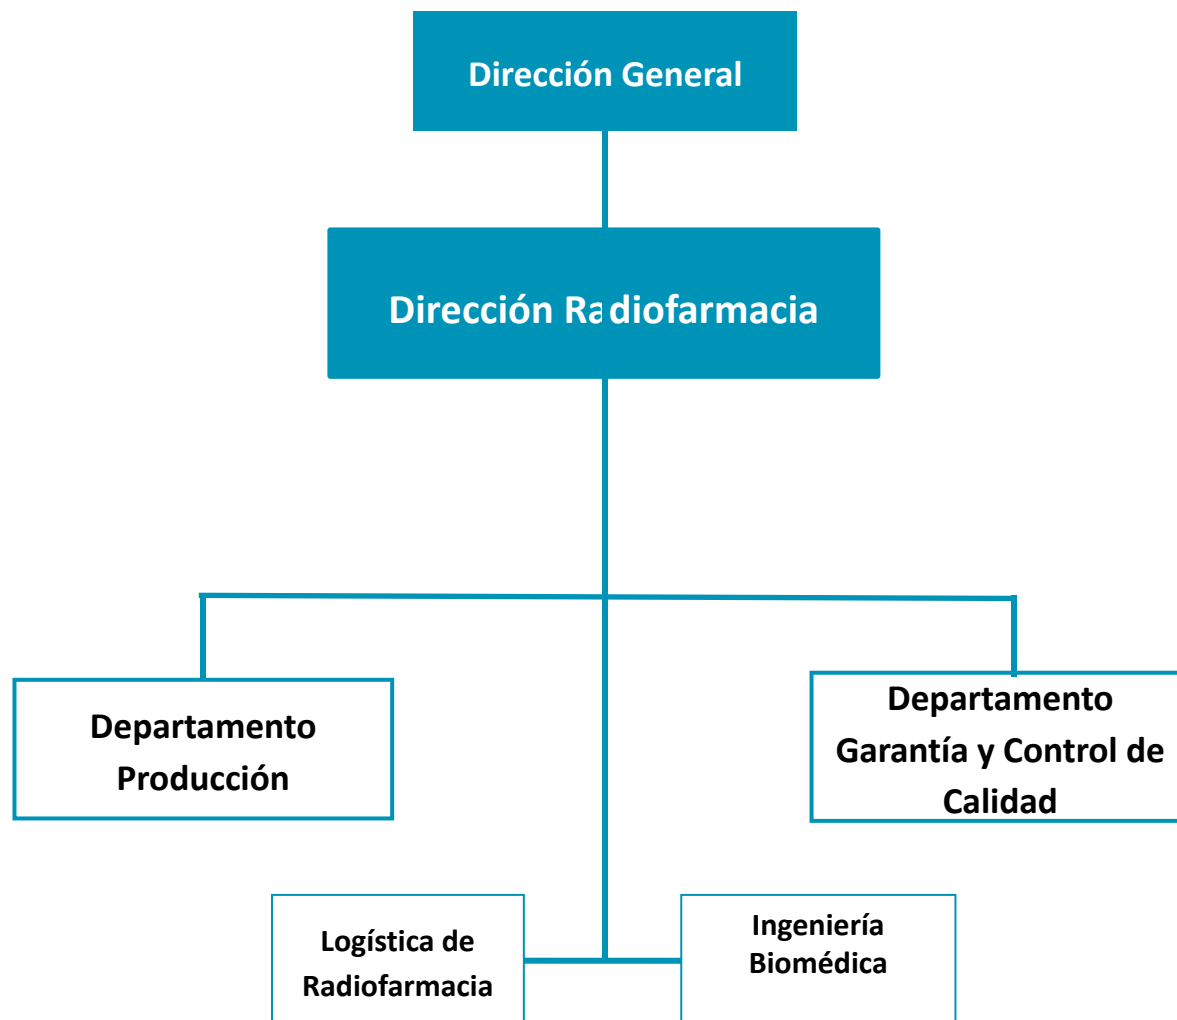 Dirección General
Dirección Radiofarmacia
Departamento
Producción
Departamento
Garantía y Control de
Calidad
Logística de
Radiofarmacia
Ingeniería
Biomédica